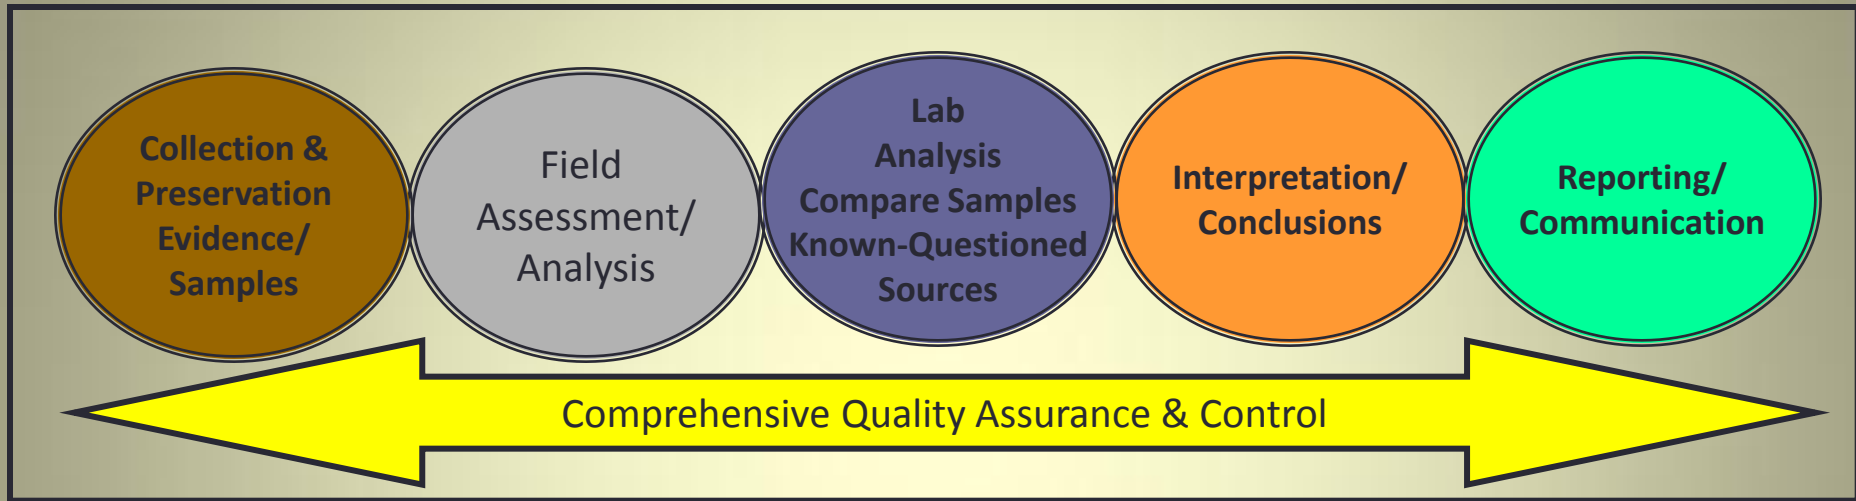 Collection &
Preservation
Evidence/
Samples
Field
Assessment/
Analysis
Lab
Analysis
Compare Samples
Known-Questioned
Sources
Interpretation/
Conclusions
Reporting/
Communication
Comprehensive Quality Assurance & Control